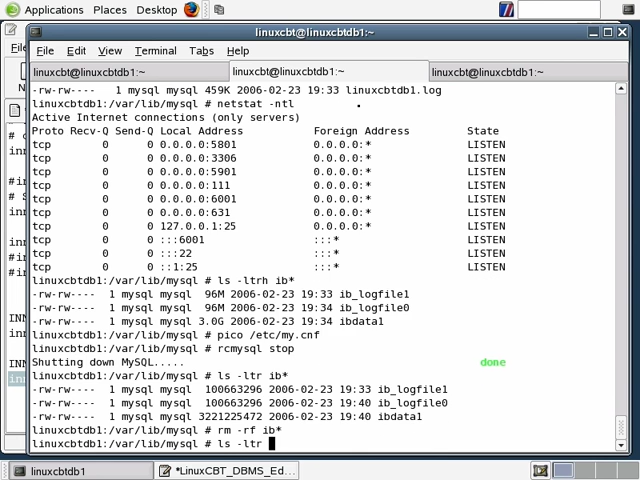 Applications Places Desktop
linuxcbt@linuxcbtdb1:~
File Edit View Terminal Tabs Help
linuxcbt@linuxcbtdb1:~ linuxcbt@linuxcbtdb1:~ linuxcbt@linuxcbtdb1:~
-rw-rw---- 1 mysql mysql 459K 2006-02-23 19:33 linuxcbtdb1.log
linuxcbtdb1:/var/lib/mysql # netstat -ntl
Active Internet connections (only servers)
Proto Recv-Q Send-Q Local Address Foreign Address State
tcp 0 0 0.0.0.0:5801 0.0.0.0:* LISTEN
tcp 0 0 0.0.0.0:3306 0.0.0.0:* LISTEN
tcp 0 0 0.0.0.0:5901 0.0.0.0:* LISTEN
tcp 0 0 0.0.0.0:111 0.0.0.0:* LISTEN
tcp 0 0 0.0.0.0:6001 0.0.0.0:* LISTEN
tcp 0 0 0.0.0.0:631 0.0.0.0:* LISTEN
tcp 0 0 127.0.0.1:25 0.0.0.0:* LISTEN
tcp 0 0 :::6001 :::* LISTEN
tcp 0 0 :::22 :::* LISTEN
tcp 0 0 ::1:25 :::* LISTEN
linuxcbtdb1:/var/lib/mysql # ls -ltrh ib*
-rw-rw---- 1 mysql mysql 96M 2006-02-23 19:33 ib_logfile1
-rw-rw---- 1 mysql mysql 96M 2006-02-23 19:34 ib_logfile0
-rw-rw---- 1 mysql mysql 3.0G 2006-02-23 19:34 ibdata1
linuxcbtdb1:/var/lib/mysql # pico /etc/my.cnf
linuxcbtdb1:/var/lib/mysql # rcmysql stop
Shutting down MySQL..... done
linuxcbtdb1:/var/lib/mysql # ls -ltr ib*
-rw-rw---- 1 mysql mysql 100663296 2006-02-23 19:33 ib_logfile1
-rw-rw---- 1 mysql mysql 100663296 2006-02-23 19:40 ib_logfile0
-rw-rw---- 1 mysql mysql 3221225472 2006-02-23 19:40 ibdata1
linuxcbtdb1:/var/lib/mysql # rm -rf ib*
linuxcbtdb1:/var/lib/mysql # ls -ltr
linuxcbtdb1 *LinuxCBT_DBMS_Ed...